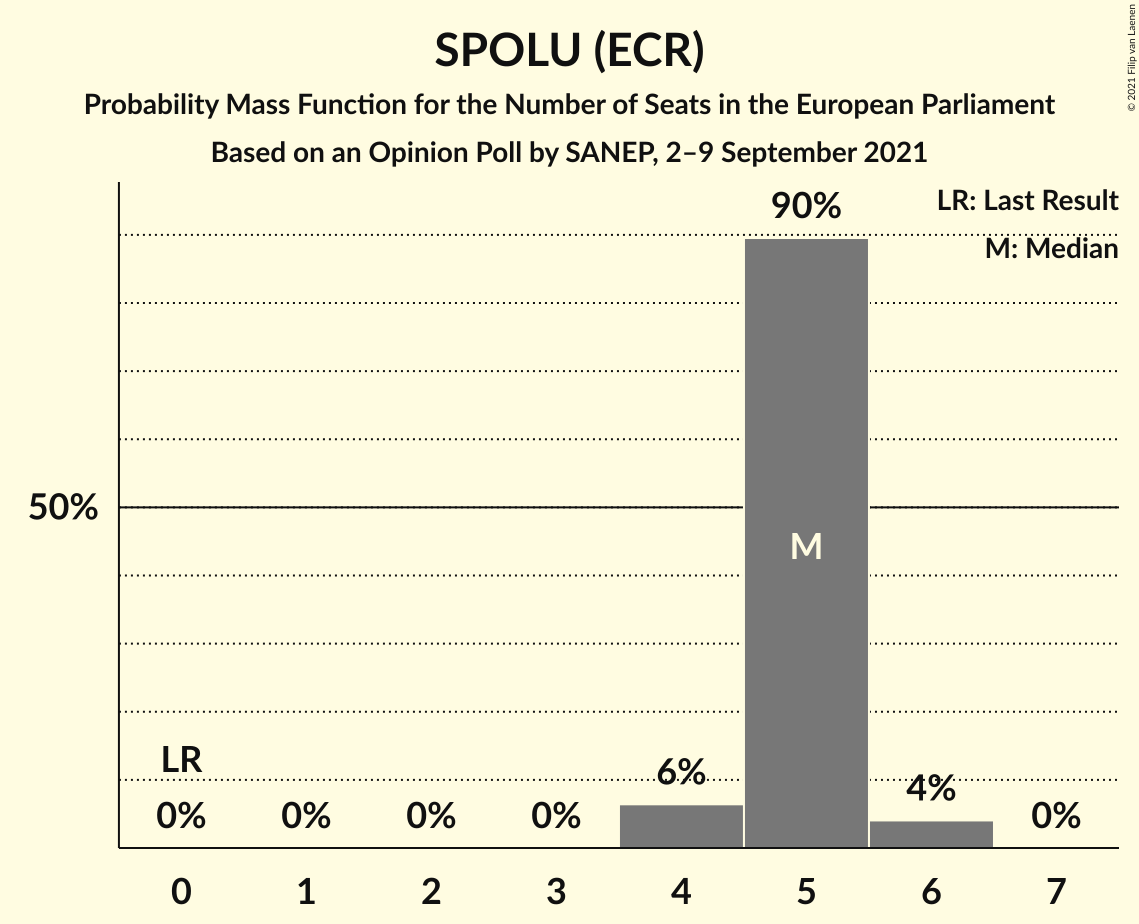 SPOLU (ECR)
Probability Mass Function for the Number of Seats in the European Parliament
Based on an Opinion Poll by SANEP, 2–9 September 2021
© 2021 Filip van Laenen
LR: Last Result
M: Median
90%
50%
M
LR
0%
0%
0%
0%
6%
4%
0%
0 1 2 3 4 5 6 7